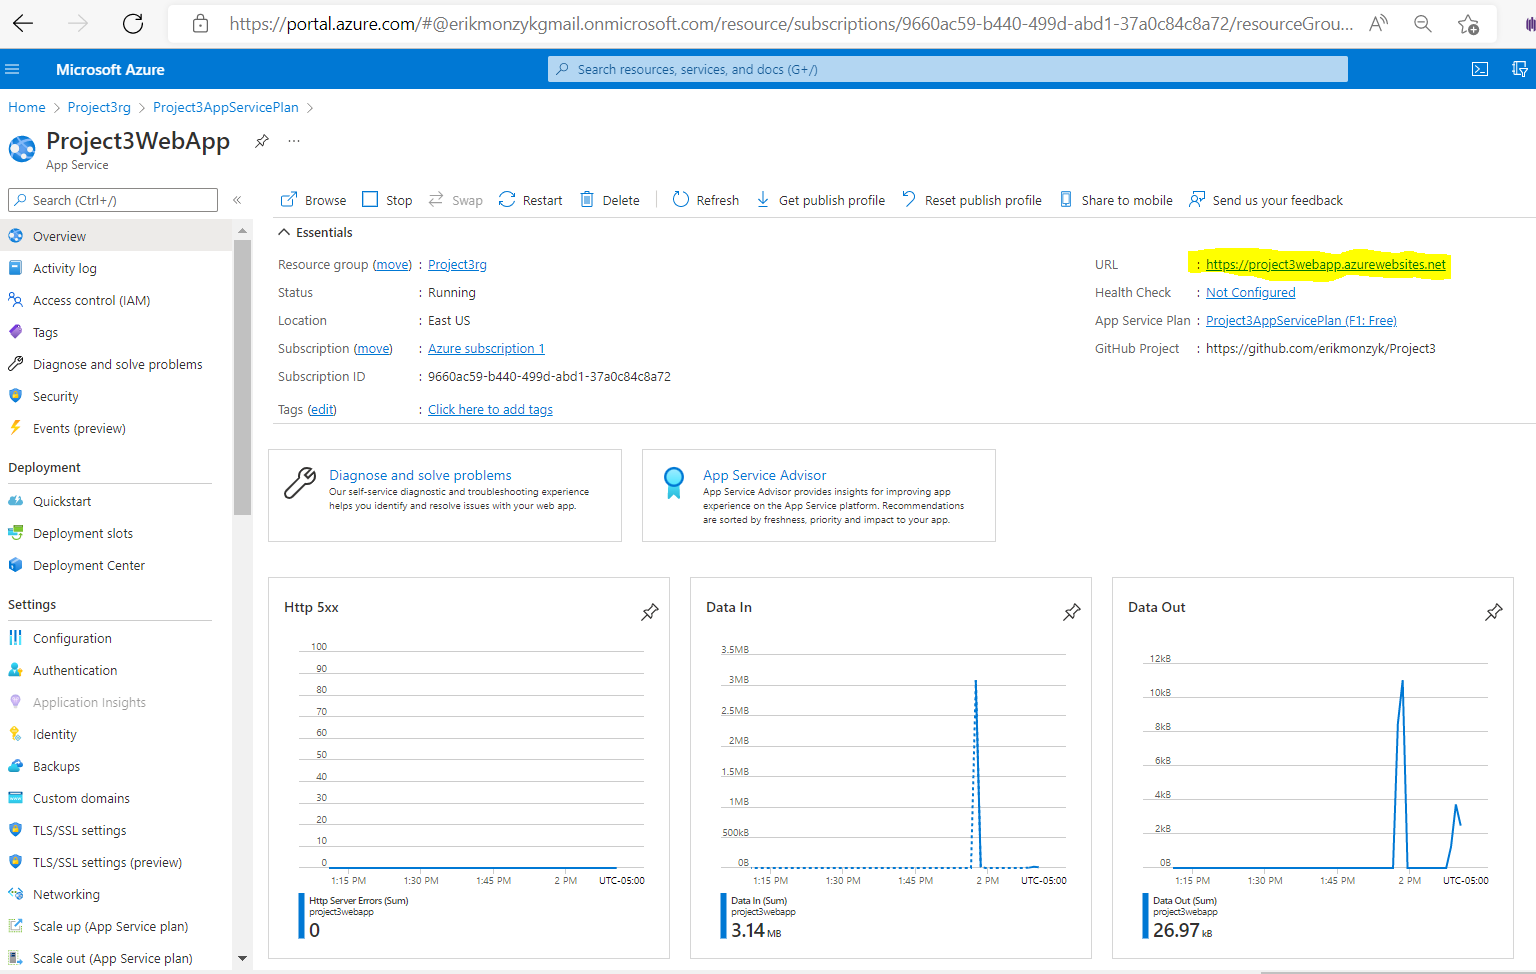 https://portal.azure.com/#@erikmonzykgmail.onmicrosoft.com/resource/subscriptions/9660ac59-b440-499d-abd1-37a0c84c8a72/resourceGrou...
Microsoft Azure
Search resources, services, and docs (G+/)
Home > Project3rg > Project3AppServicePlan >
Project3WebApp ...
App Service
Search (Ctrl+/) «
Overview
Activity log
Access control (IAM)
Tags
Diagnose and solve problems
Security
Events (preview)
Deployment
Quickstart
Deployment slots
Deployment Center
Settings
Configuration
Authentication
Application Insights
Identity
Backups
Custom domains
TLS/SSL settings
TLS/SSL settings (preview)
Networking
Scale up (App Service plan)
Scale out (App Service plan)
Browse Stop Swap Restart Delete Refresh Get publish profile Reset publish profile Share to mobile Send us your feedback
Essentials
Resource group (move) : Project3rg
Status : Running
Location : East US
Subscription (move) : Azure subscription 1
Subscription ID : 9660ac59-b440-499d-abd1-37a0c84c8a72
Tags (edit) : Click here to add tags
URL : https://project3webapp.azurewebsites.net
Health Check : Not Configured
App Service Plan : Project3AppServicePlan (F1: Free)
GitHub Project : https://github.com/erikmonzyk/Project3
Diagnose and solve problems
Our self-service diagnostic and troubleshooting experience
helps you identify and resolve issues with your web app.
App Service Advisor
App Service Advisor provides insights for improving app
experience on the App Service platform. Recommendations
are sorted by freshness, priority and impact to your app.
Http 5xx
100
90
80
70
60
50
40
30
20
10
0
1:15 PM 1:30 PM 1:45 PM 2 PM UTC-05:00
Http Server Errors (Sum)
project3webapp
0
Data In
3.5MB
3MB
2.5MB
2MB
1.5MB
1MB
500kB
0B
1:15 PM 1:30 PM 1:45 PM 2 PM UTC-05:00
Data In (Sum)
project3webapp
3.14 MB
Data Out
12kB
10kB
8kB
6kB
4kB
2kB
0B
1:15 PM 1:30 PM 1:45 PM 2 PM UTC-05:00
Data Out (Sum)
project3webapp
26.97 kB